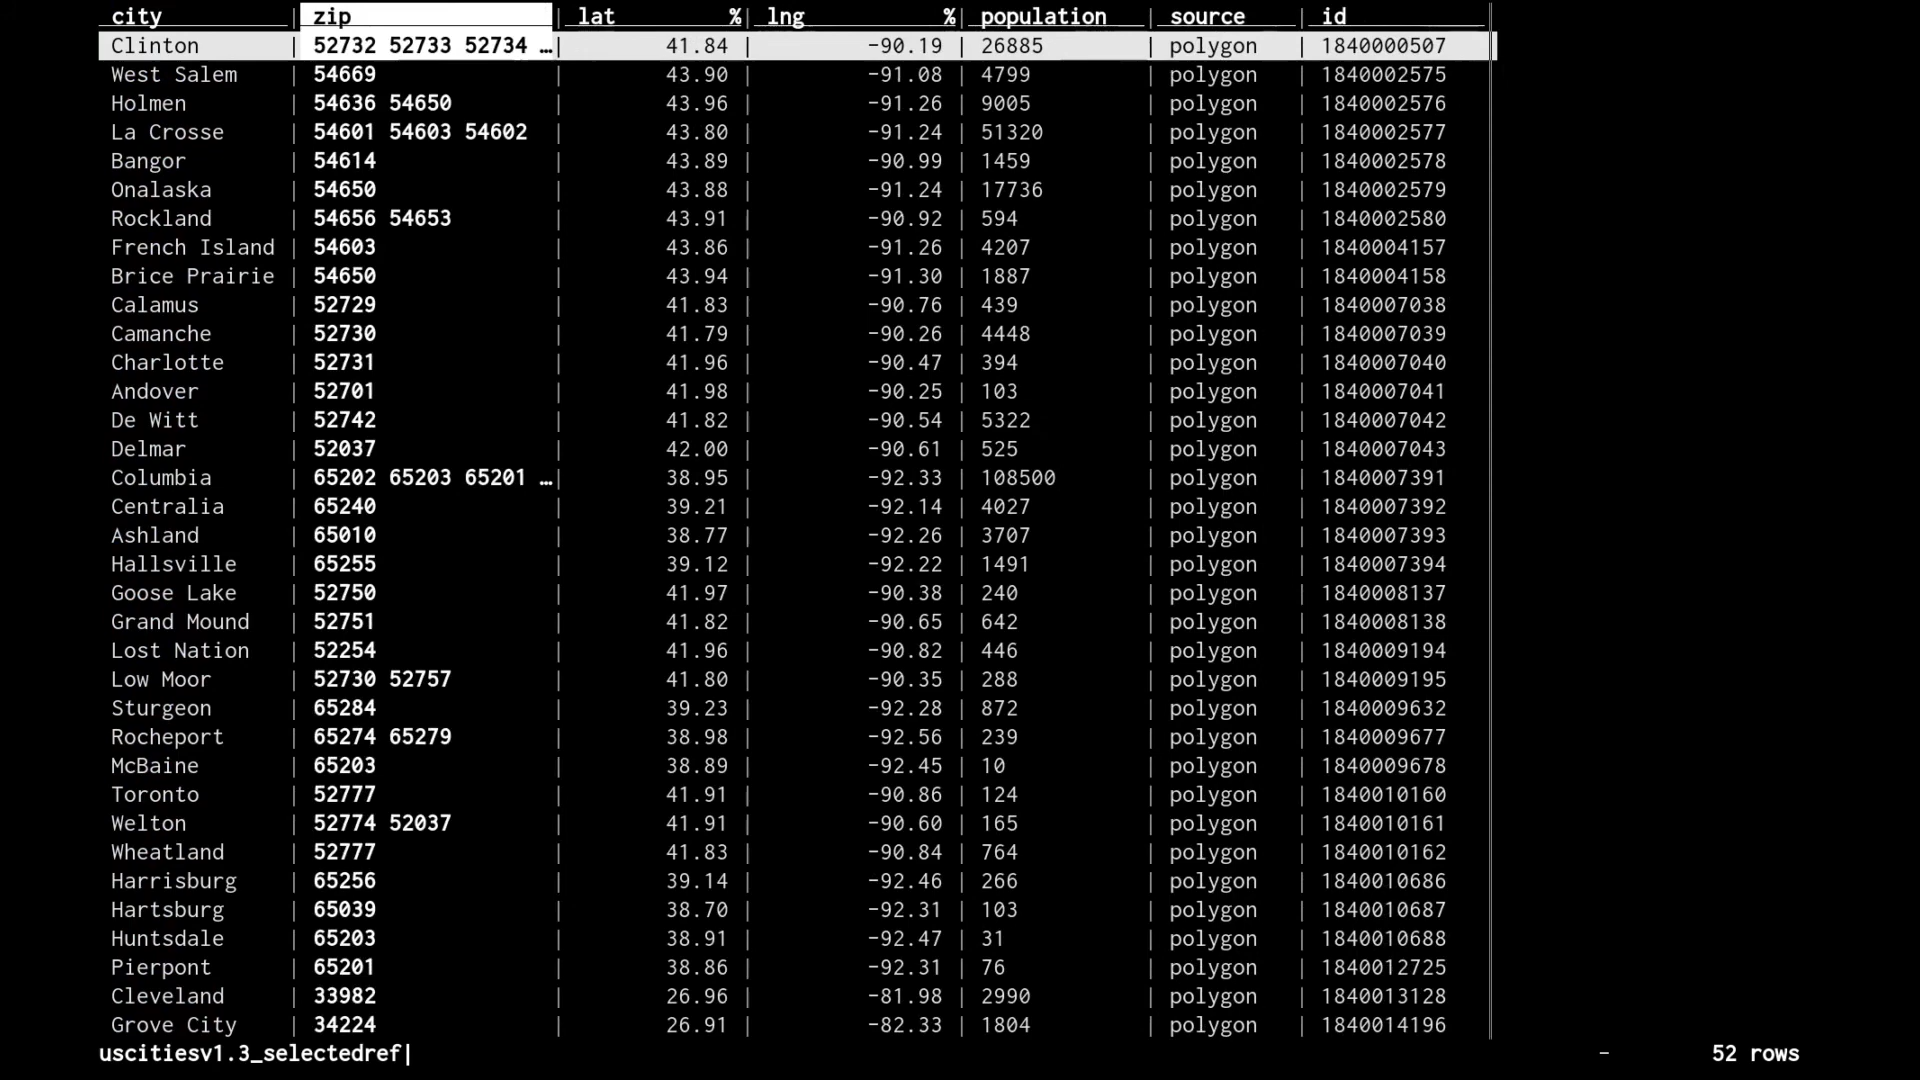 city | zip | lat %| lng %| population | source | id
Clinton | 52732 52733 52734 …| 41.84 | -90.19 | 26885 | polygon | 1840000507
West Salem | 54669 | 43.90 | -91.08 | 4799 | polygon | 1840002575
Holmen | 54636 54650 | 43.96 | -91.26 | 9005 | polygon | 1840002576
La Crosse | 54601 54603 54602 | 43.80 | -91.24 | 51320 | polygon | 1840002577
Bangor | 54614 | 43.89 | -90.99 | 1459 | polygon | 1840002578
Onalaska | 54650 | 43.88 | -91.24 | 17736 | polygon | 1840002579
Rockland | 54656 54653 | 43.91 | -90.92 | 594 | polygon | 1840002580
French Island | 54603 | 43.86 | -91.26 | 4207 | polygon | 1840004157
Brice Prairie | 54650 | 43.94 | -91.30 | 1887 | polygon | 1840004158
Calamus | 52729 | 41.83 | -90.76 | 439 | polygon | 1840007038
Camanche | 52730 | 41.79 | -90.26 | 4448 | polygon | 1840007039
Charlotte | 52731 | 41.96 | -90.47 | 394 | polygon | 1840007040
Andover | 52701 | 41.98 | -90.25 | 103 | polygon | 1840007041
De Witt | 52742 | 41.82 | -90.54 | 5322 | polygon | 1840007042
Delmar | 52037 | 42.00 | -90.61 | 525 | polygon | 1840007043
Columbia | 65202 65203 65201 …| 38.95 | -92.33 | 108500 | polygon | 1840007391
Centralia | 65240 | 39.21 | -92.14 | 4027 | polygon | 1840007392
Ashland | 65010 | 38.77 | -92.26 | 3707 | polygon | 1840007393
Hallsville | 65255 | 39.12 | -92.22 | 1491 | polygon | 1840007394
Goose Lake | 52750 | 41.97 | -90.38 | 240 | polygon | 1840008137
Grand Mound | 52751 | 41.82 | -90.65 | 642 | polygon | 1840008138
Lost Nation | 52254 | 41.96 | -90.82 | 446 | polygon | 1840009194
Low Moor | 52730 52757 | 41.80 | -90.35 | 288 | polygon | 1840009195
Sturgeon | 65284 | 39.23 | -92.28 | 872 | polygon | 1840009632
Rocheport | 65274 65279 | 38.98 | -92.56 | 239 | polygon | 1840009677
McBaine | 65203 | 38.89 | -92.45 | 10 | polygon | 1840009678
Toronto | 52777 | 41.91 | -90.86 | 124 | polygon | 1840010160
Welton | 52774 52037 | 41.91 | -90.60 | 165 | polygon | 1840010161
Wheatland | 52777 | 41.83 | -90.84 | 764 | polygon | 1840010162
Harrisburg | 65256 | 39.14 | -92.46 | 266 | polygon | 1840010686
Hartsburg | 65039 | 38.70 | -92.31 | 103 | polygon | 1840010687
Huntsdale | 65203 | 38.91 | -92.47 | 31 | polygon | 1840010688
Pierpont | 65201 | 38.86 | -92.31 | 76 | polygon | 1840012725
Cleveland | 33982 | 26.96 | -81.98 | 2990 | polygon | 1840013128
Grove City | 34224 | 26.91 | -82.33 | 1804 | polygon | 1840014196
uscitiesv1.3_selectedref| - 52 rows